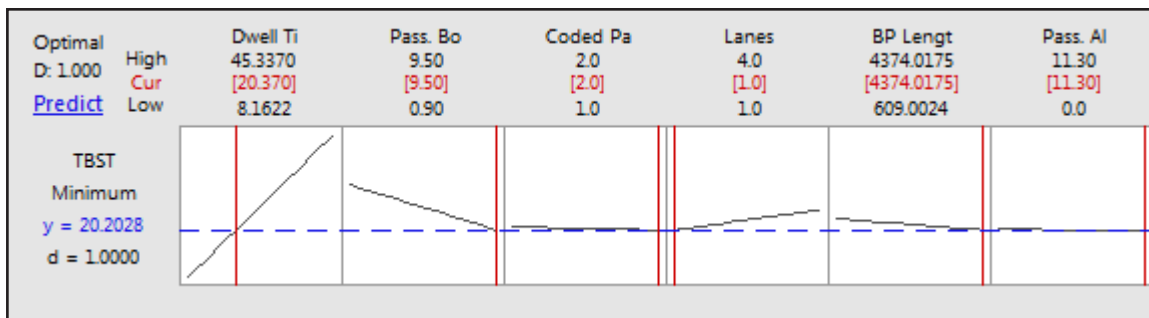 Optimal Dwell Ti Pass. Bo Coded Pa Lanes BP Lengt Pass. Al
High 45.3370 9.50 2.0 4.0 4374.0175 11.30
D: 1.000 Cur [20.370] [9.50] [2.0] [1.0] [4374.0175] [11.30]
Predict Low 8.1622 0.90 1.0 1.0 609.0024 0.0
TBST
Minimum
y = 20.2028
d = 1.0000